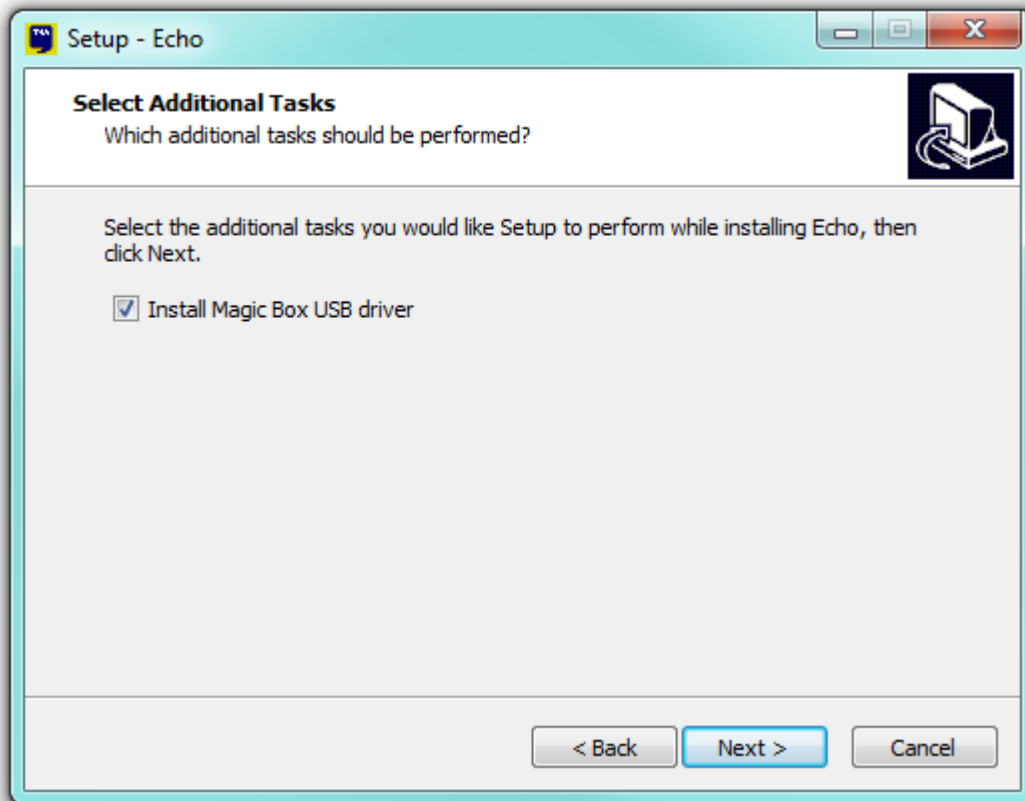 Setup - Echo
Select Additional Tasks
Which additional tasks should be performed?
Select the additional tasks you would like Setup to perform while installing Echo, then
click Next.
Install Magic Box USB driver
< Back
Next >
Cancel